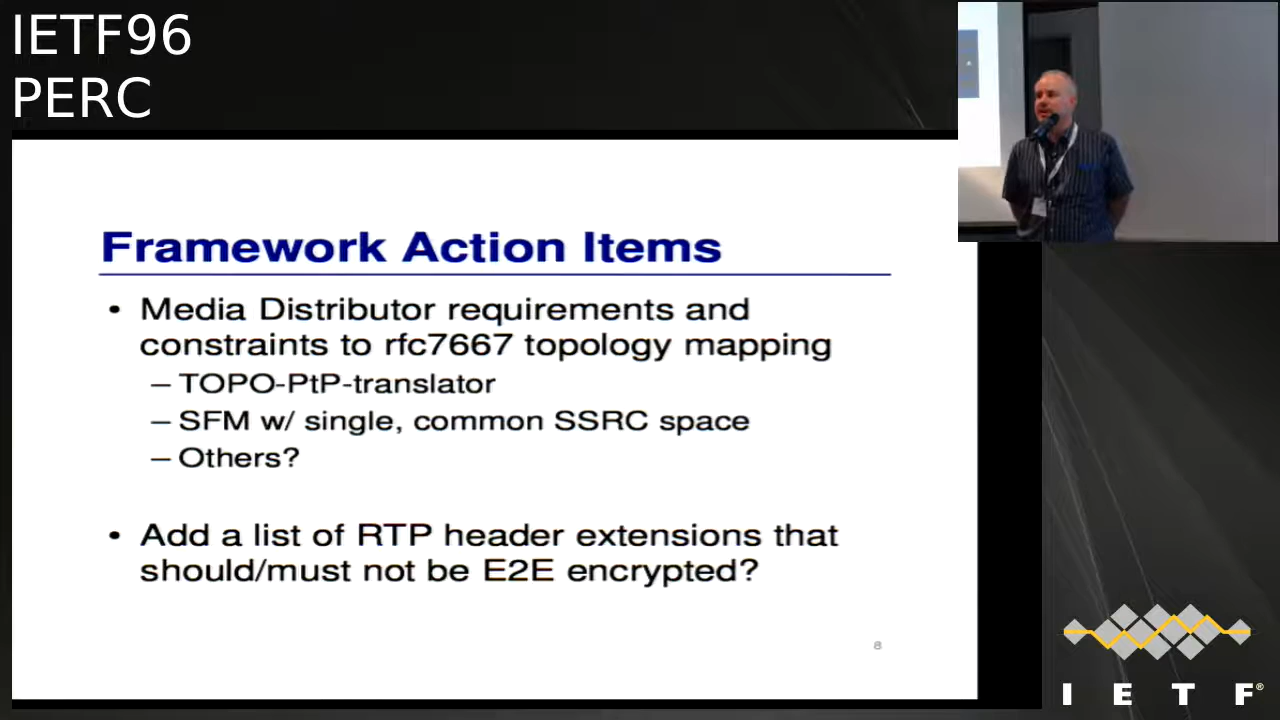 IETF96
PERC
Framework Action Items
• Media Distributor requirements and
constraints to rfc7667 topology mapping
– TOPO-PtP-translator
– SFM w/ single, common SSRC space
– Others?
• Add a list of RTP header extensions that
should/must not be E2E encrypted?
8
I E T F®